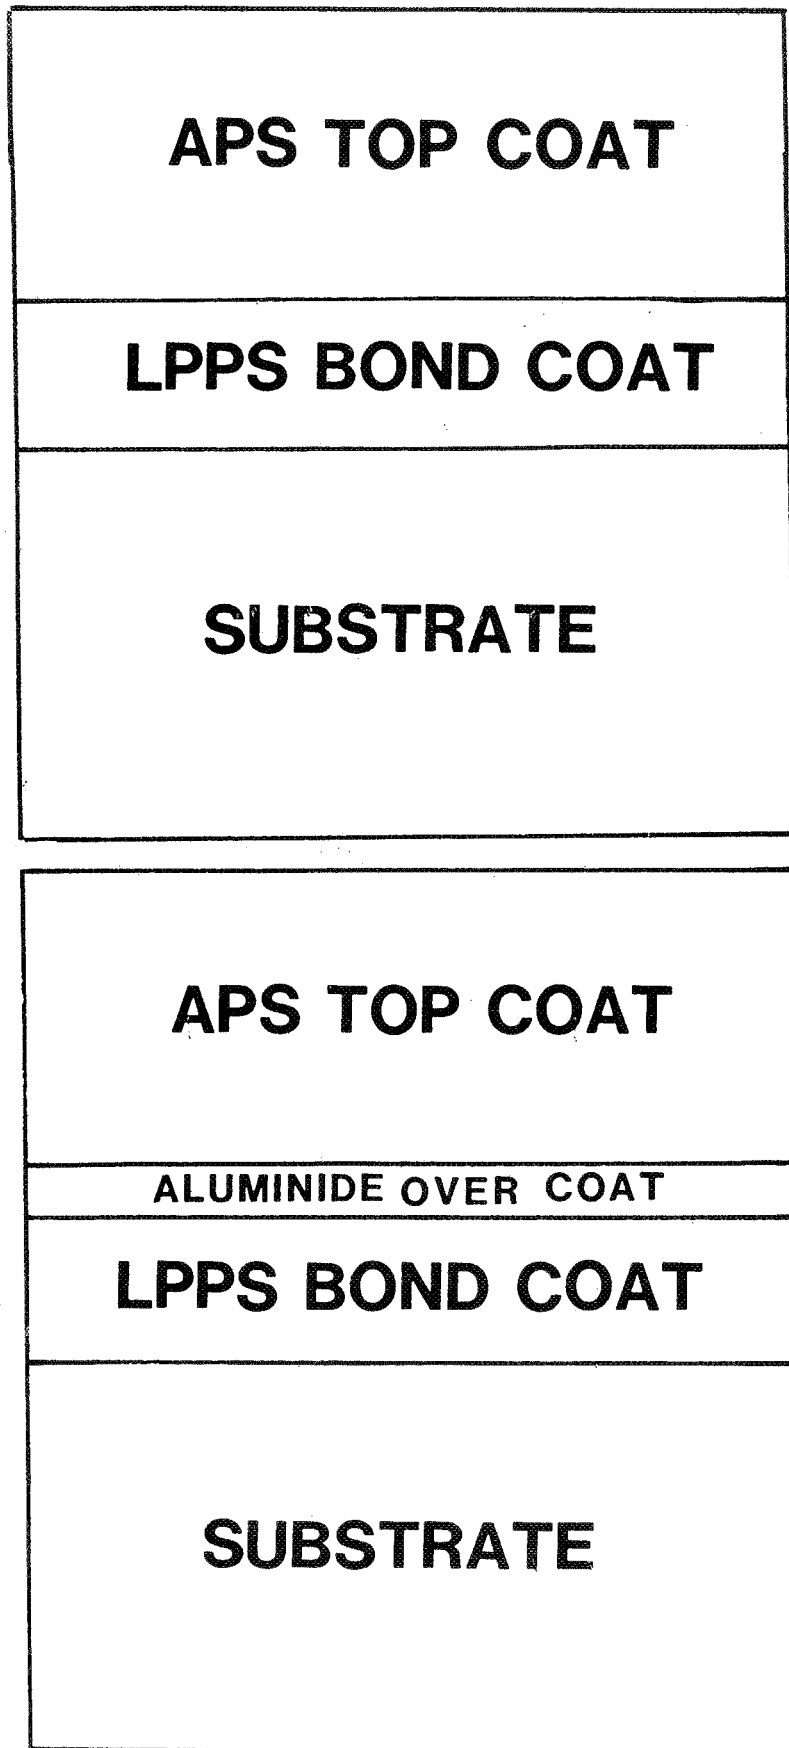 APS TOP COAT
LPPS BOND COAT
SUBSTRATE
APS TOP COAT
ALUMINIDE OVER COAT
LPPS BOND COAT
SUBSTRATE